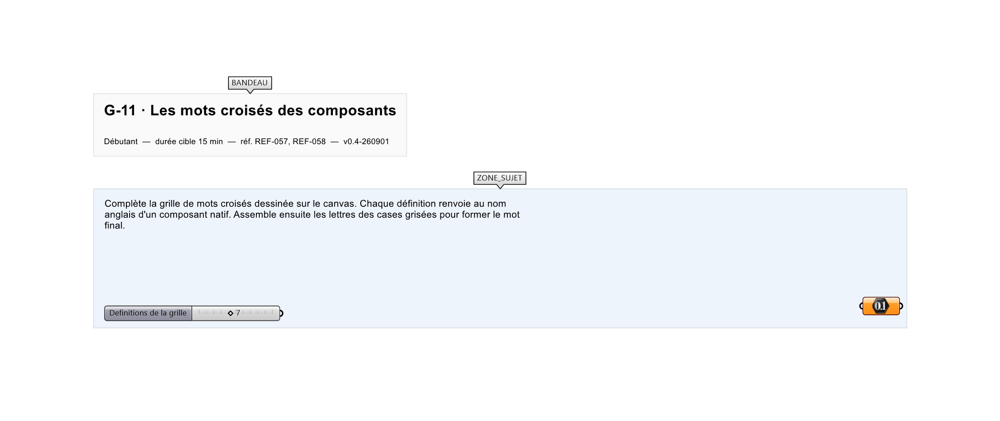 BANDEAU
G-11 · Les mots croisés des composants
Débutant — durée cible 15 min — réf. REF-057, REF-058 — v0.4-260901
ZONE_SUJET
Complète la grille de mots croisés dessinée sur le canvas. Chaque définition renvoie au nom
anglais d'un composant natif. Assemble ensuite les lettres des cases grisées pour former le mot
final.
Definitions de la grille 7
0.1